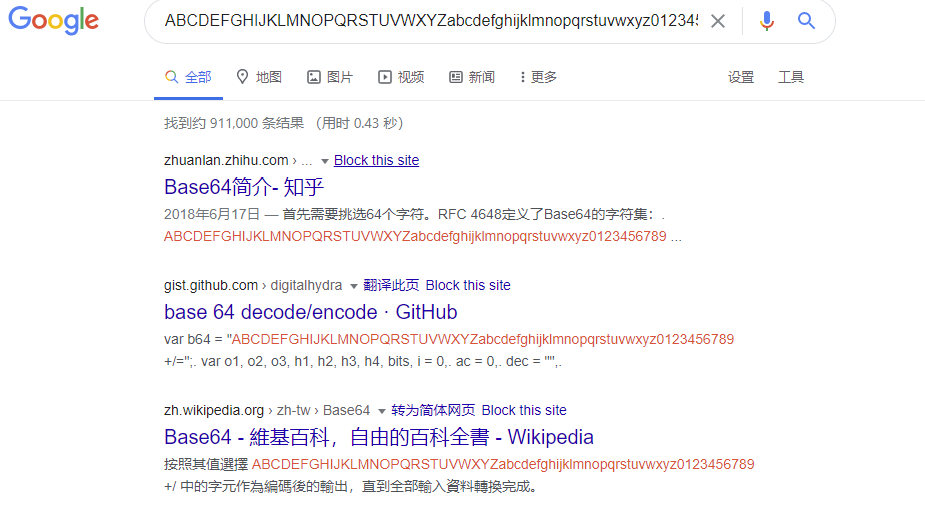 Google
ABCDEFGHIJKLMNOPQRSTUVWXYZabcdefghijklmnopqrstuvwxyz01234
全部 地图 图片 视频 新闻 更多 设置 工具
找到约 911,000 条结果 （用时 0.43 秒）
zhuanlan.zhihu.com › ... Block this site
Base64简介- 知乎
2018年6月17日 — 首先需要挑选64个字符。RFC 4648定义了Base64的字符集：.
ABCDEFGHIJKLMNOPQRSTUVWXYZabcdefghijklmnopqrstuvwxyz0123456789 ...
gist.github.com › digitalhydra 翻译此页 Block this site
base 64 decode/encode · GitHub
var b64 = "ABCDEFGHIJKLMNOPQRSTUVWXYZabcdefghijklmnopqrstuvwxyz0123456789
+/=";. var o1, o2, o3, h1, h2, h3, h4, bits, i = 0,. ac = 0,. dec = "",.
zh.wikipedia.org › zh-tw › Base64 转为简体网页 Block this site
Base64 - 維基百科，自由的百科全書 - Wikipedia
按照其值選擇 ABCDEFGHIJKLMNOPQRSTUVWXYZabcdefghijklmnopqrstuvwxyz0123456789
+/ 中的字元作為編碼後的輸出，直到全部輸入資料轉換完成。